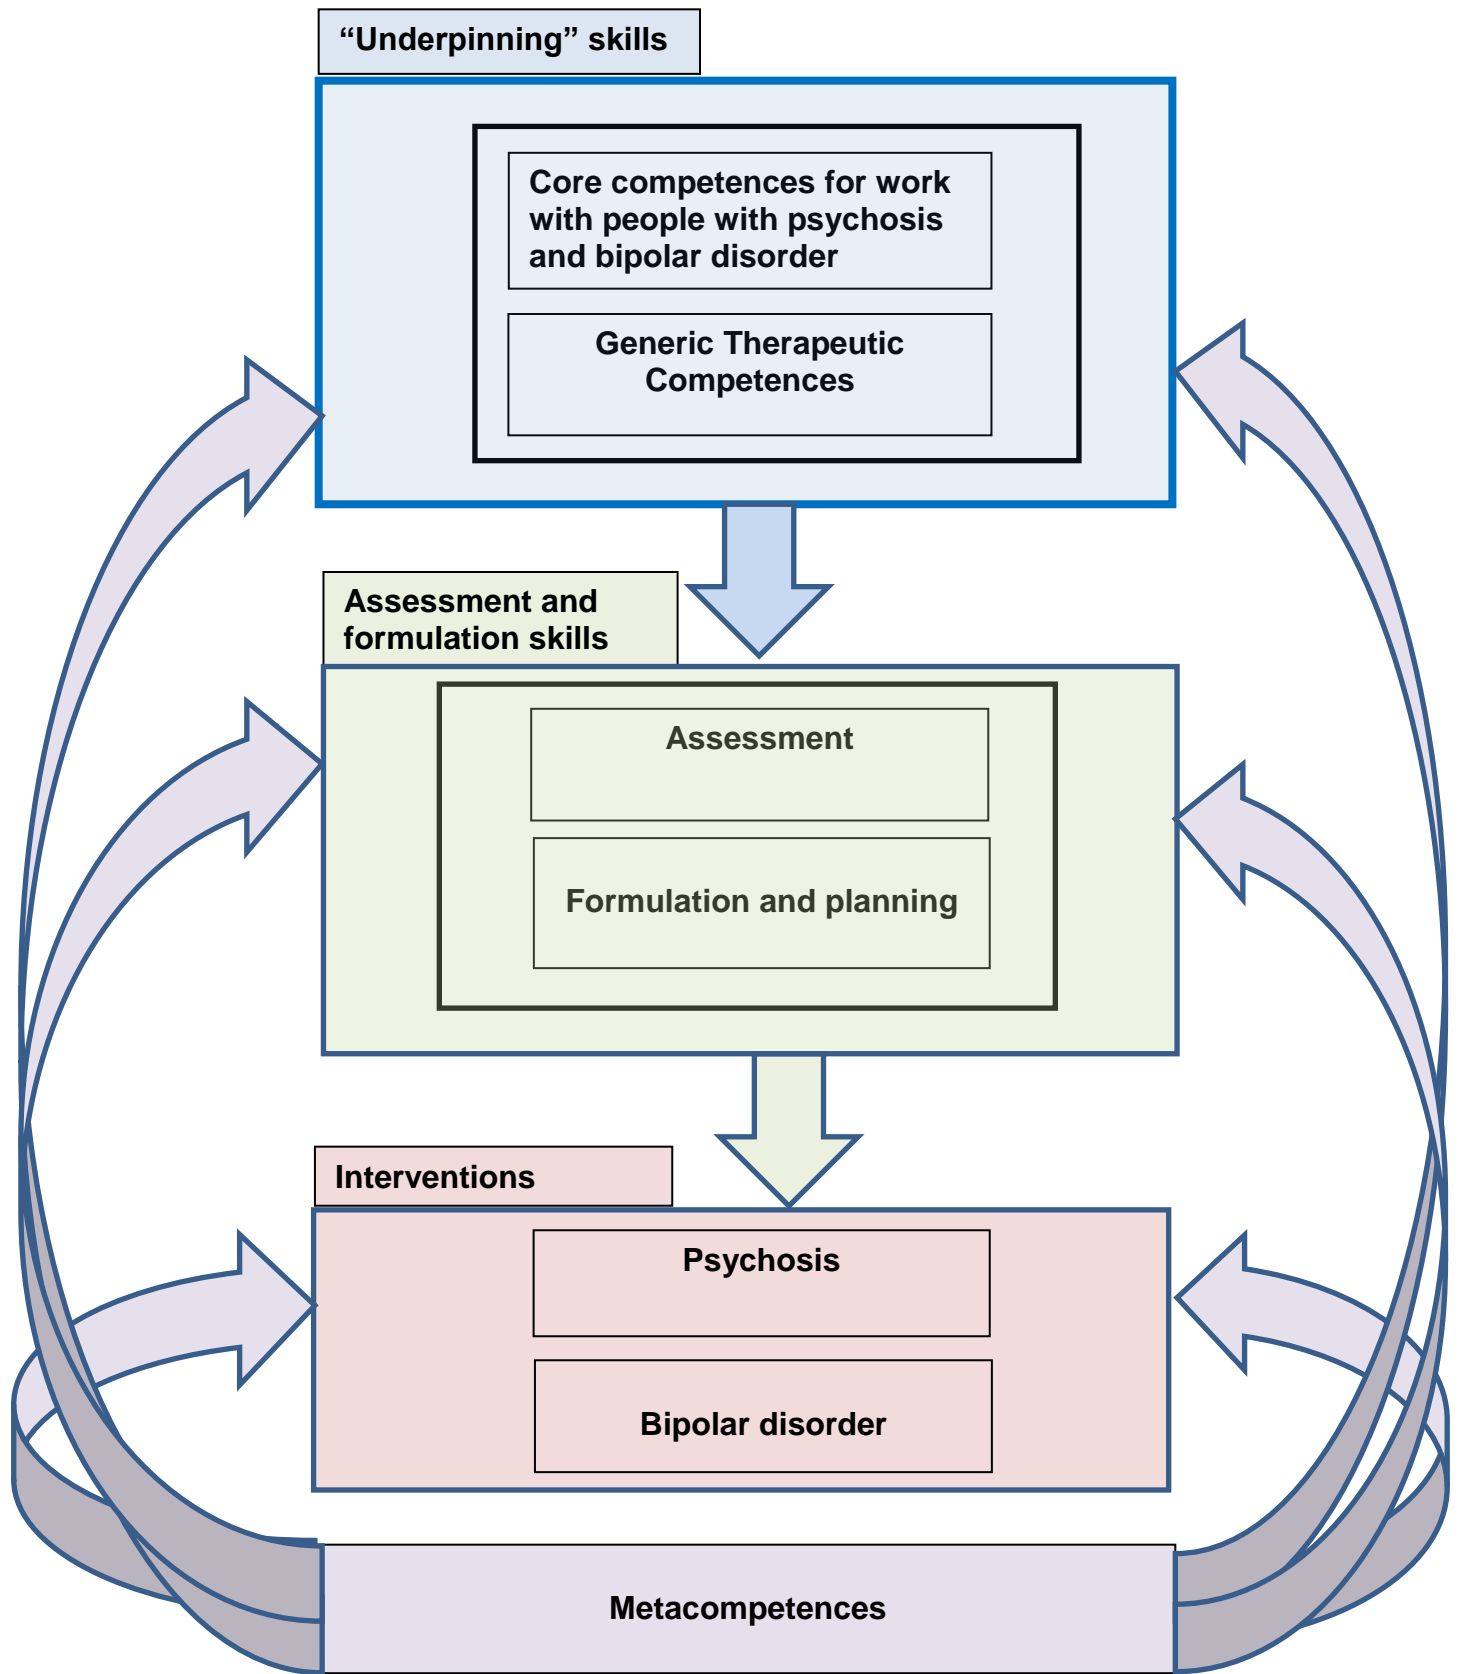 “Underpinning” skills
Core competences for work
with people with psychosis
and bipolar disorder
Generic Therapeutic
Competences
Assessment and
formulation skills
Assessment
Formulation and planning
Interventions
Psychosis
Bipolar disorder
Metacompetences